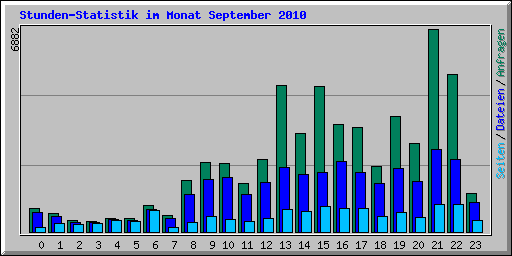 Stunden-Statistik im Monat September 2010
6882
Seiten / Dateien / Anfragen
0 1 2 3 4 5 6 7 8 9 10 11 12 13 14 15 16 17 18 19 20 21 22 23